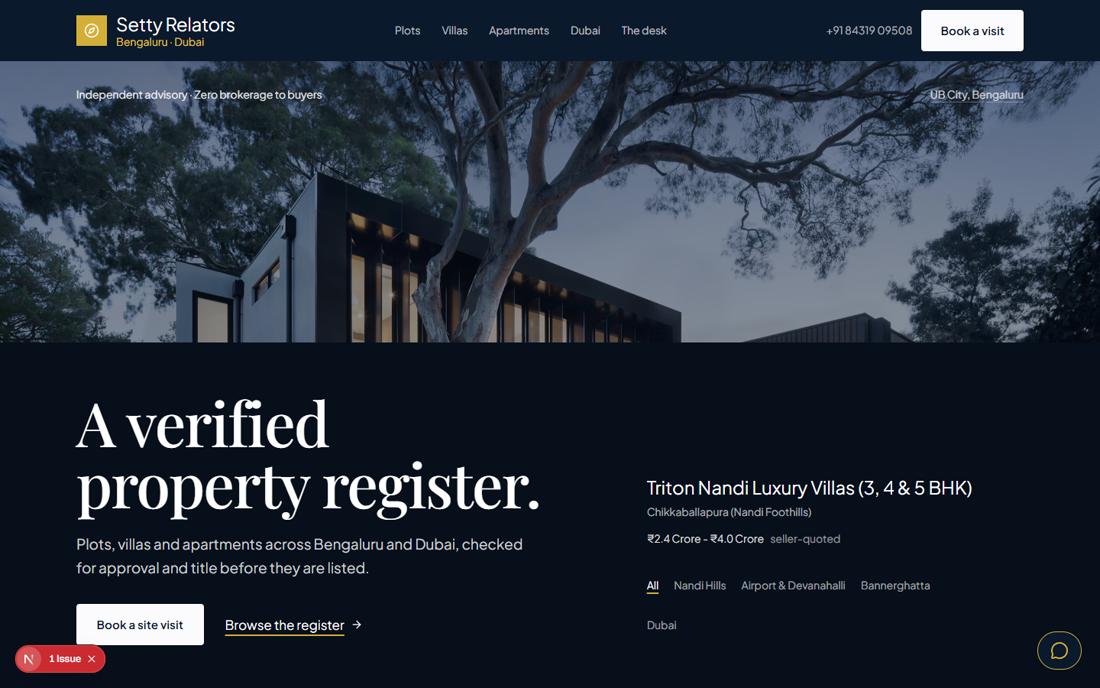 Setty Relators
Bengaluru · Dubai
Plots Villas Apartments Dubai The desk
+91 84319 09508
Book a visit
Independent advisory · Zero brokerage to buyers
UB City, Bengaluru
A verified
property register.
Plots, villas and apartments across Bengaluru and Dubai, checked
for approval and title before they are listed.
Book a site visit
Browse the register →
Triton Nandi Luxury Villas (3, 4 & 5 BHK)
Chikkaballapura (Nandi Foothills)
₹2.4 Crore - ₹4.0 Crore seller-quoted
All Nandi Hills Airport & Devanahalli Bannerghatta
Dubai
N 1 Issue ×